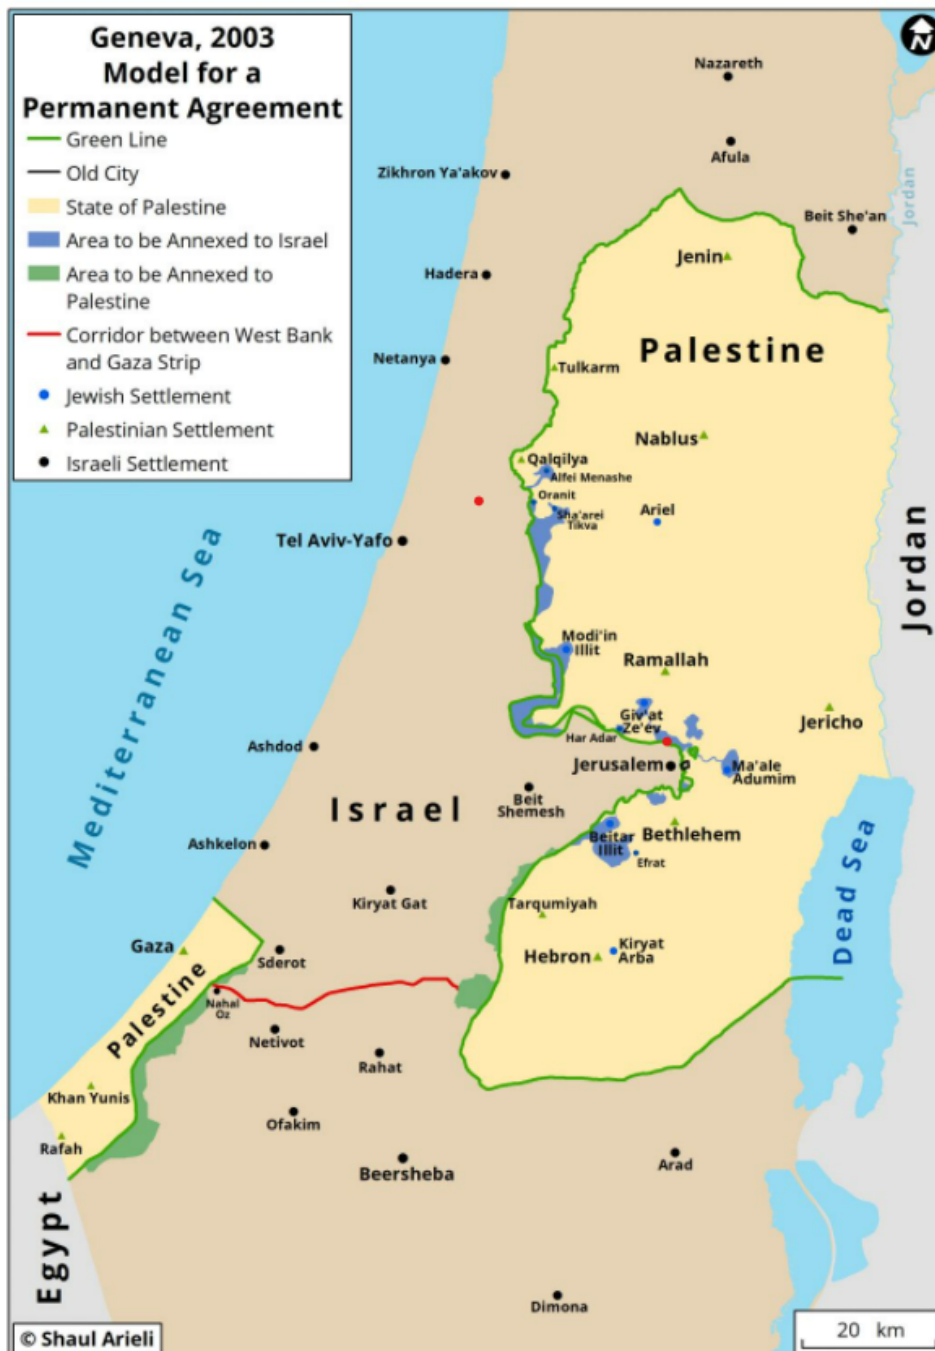 Geneva, 2003
Model for a
Permanent Agreement
Green Line
Old City
State of Palestine
Area to be Annexed to Israel
Area to be Annexed to
Palestine
Corridor between West Bank
and Gaza Strip
Jewish Settlement
Palestinian Settlement
Israeli Settlement
N
Nazareth
Afula
Zikhron Ya'akov
Jordan
Beit She'an
Jenin
Hadera
Palestine
Netanya
Tulkarm
Nablus
Qalqilya
Alfei Menashe
Oranit
Sha'arei
Tikva
Ariel
Tel Aviv-Yafo
Mediterranean Sea
Jordan
Modi'in
Illit
Ramallah
Jericho
Giv'at
Ze'ev
Har Adar
Ashdod
Jerusalem
Ma'ale
Adumim
Israel
Beit
Shemesh
Bethlehem
Beitar
Illit
Efrat
Ashkelon
Dead Sea
Kiryat Gat
Tarqumiyah
Gaza
Sderot
Hebron
Kiryat
Arba
Palestine
Nahal
Oz
Netivot
Rahat
Khan Yunis
Ofakim
Rafah
Beersheba
Arad
Egypt
Dimona
© Shaul Arieli
20 km